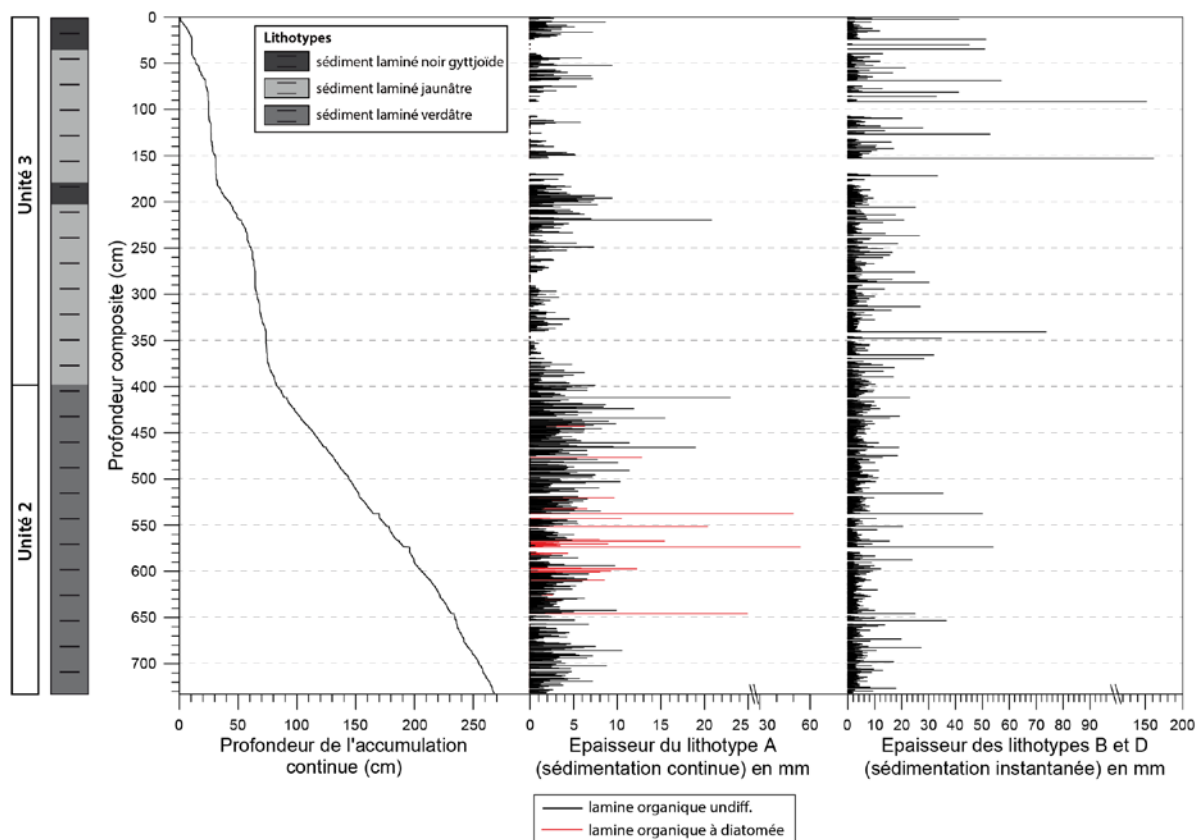 Unité 3
Unité 2
Profondeur composite (cm)
0
50
100
150
200
250
300
350
400
450
500
550
600
650
700
Lithotypes
sédiment laminé noir gyttjoïde
sédiment laminé jaunâtre
sédiment laminé verdâtre
0 50 100 150 200 250
Profondeur de l'accumulation
continue (cm)
0 5 10 15 20 25 30 60
Epaisseur du lithotype A
(sédimentation continue) en mm
0 10 20 30 40 50 60 70 80 90 150 200
Epaisseur des lithotypes B et D
(sédimentation instantanée) en mm
lamine organique undiff.
lamine organique à diatomée